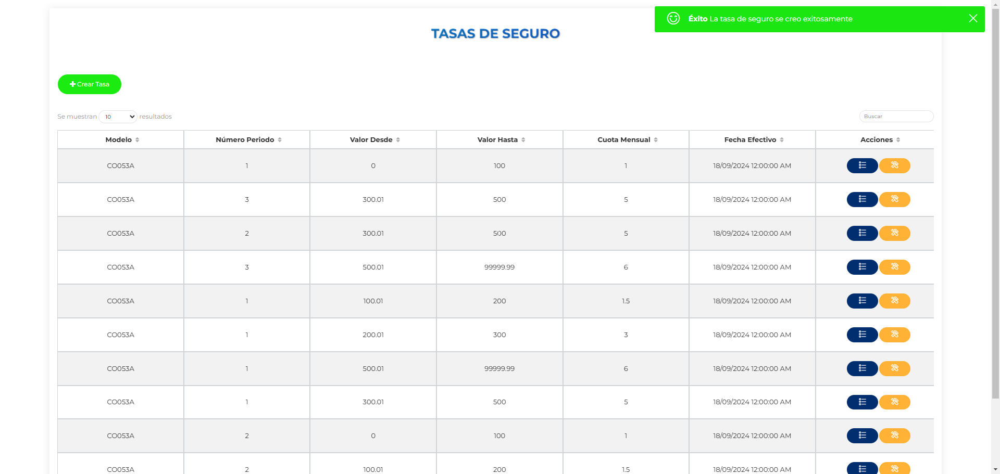 Éxito La tasa de seguro se creo exitosamente
TASAS DE SEGURO
Crear Tasa
Se muestran 10 resultados
Buscar
Modelo Número Periodo Valor Desde Valor Hasta Cuota Mensual Fecha Efectivo Acciones
CO053A 1 0 100 1 18/09/2024 12:00:00 AM
CO053A 3 300.01 500 5 18/09/2024 12:00:00 AM
CO053A 2 300.01 500 5 18/09/2024 12:00:00 AM
CO053A 3 500.01 99999.99 6 18/09/2024 12:00:00 AM
CO053A 1 100.01 200 1.5 18/09/2024 12:00:00 AM
CO053A 1 200.01 300 3 18/09/2024 12:00:00 AM
CO053A 1 500.01 99999.99 6 18/09/2024 12:00:00 AM
CO053A 1 300.01 500 5 18/09/2024 12:00:00 AM
CO053A 2 0 100 1 18/09/2024 12:00:00 AM
CO053A 2 100.01 200 1.5 18/09/2024 12:00:00 AM